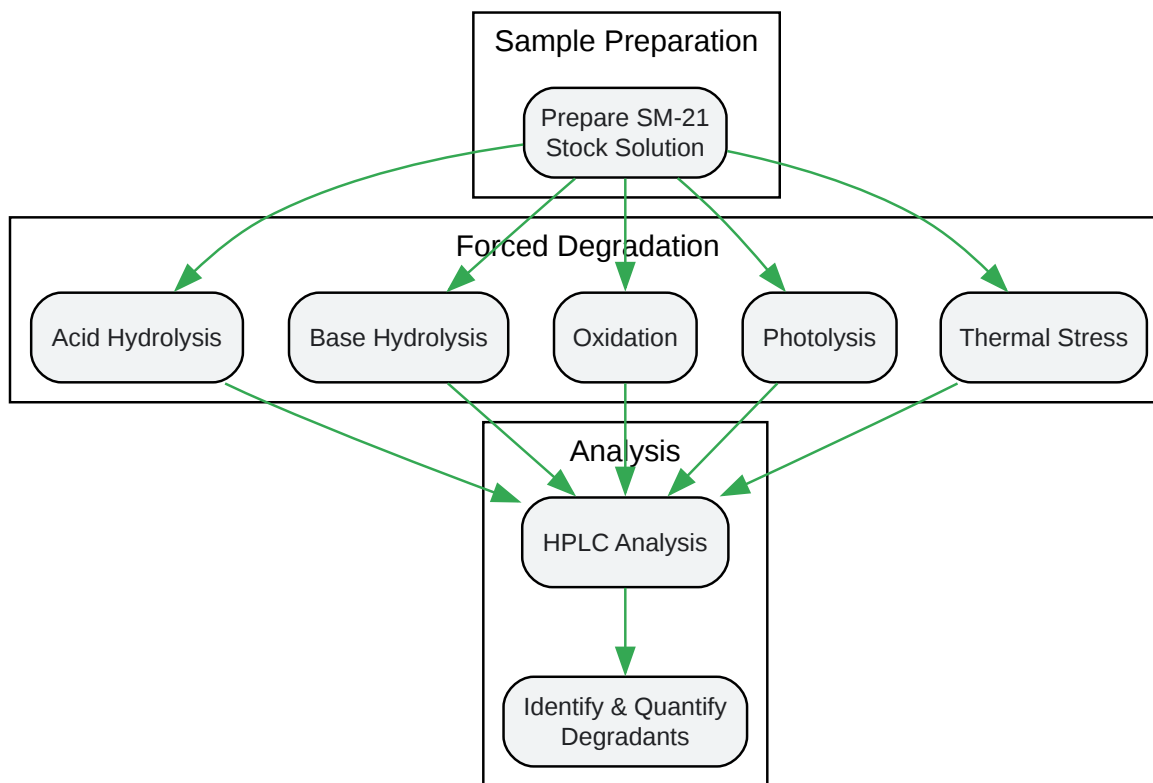 Sample Preparation
Prepare SM-21
Stock Solution
Forced Degradation
Acid Hydrolysis
Base Hydrolysis
Oxidation
Photolysis
Thermal Stress
Analysis
HPLC Analysis
Identify & Quantify
Degradants